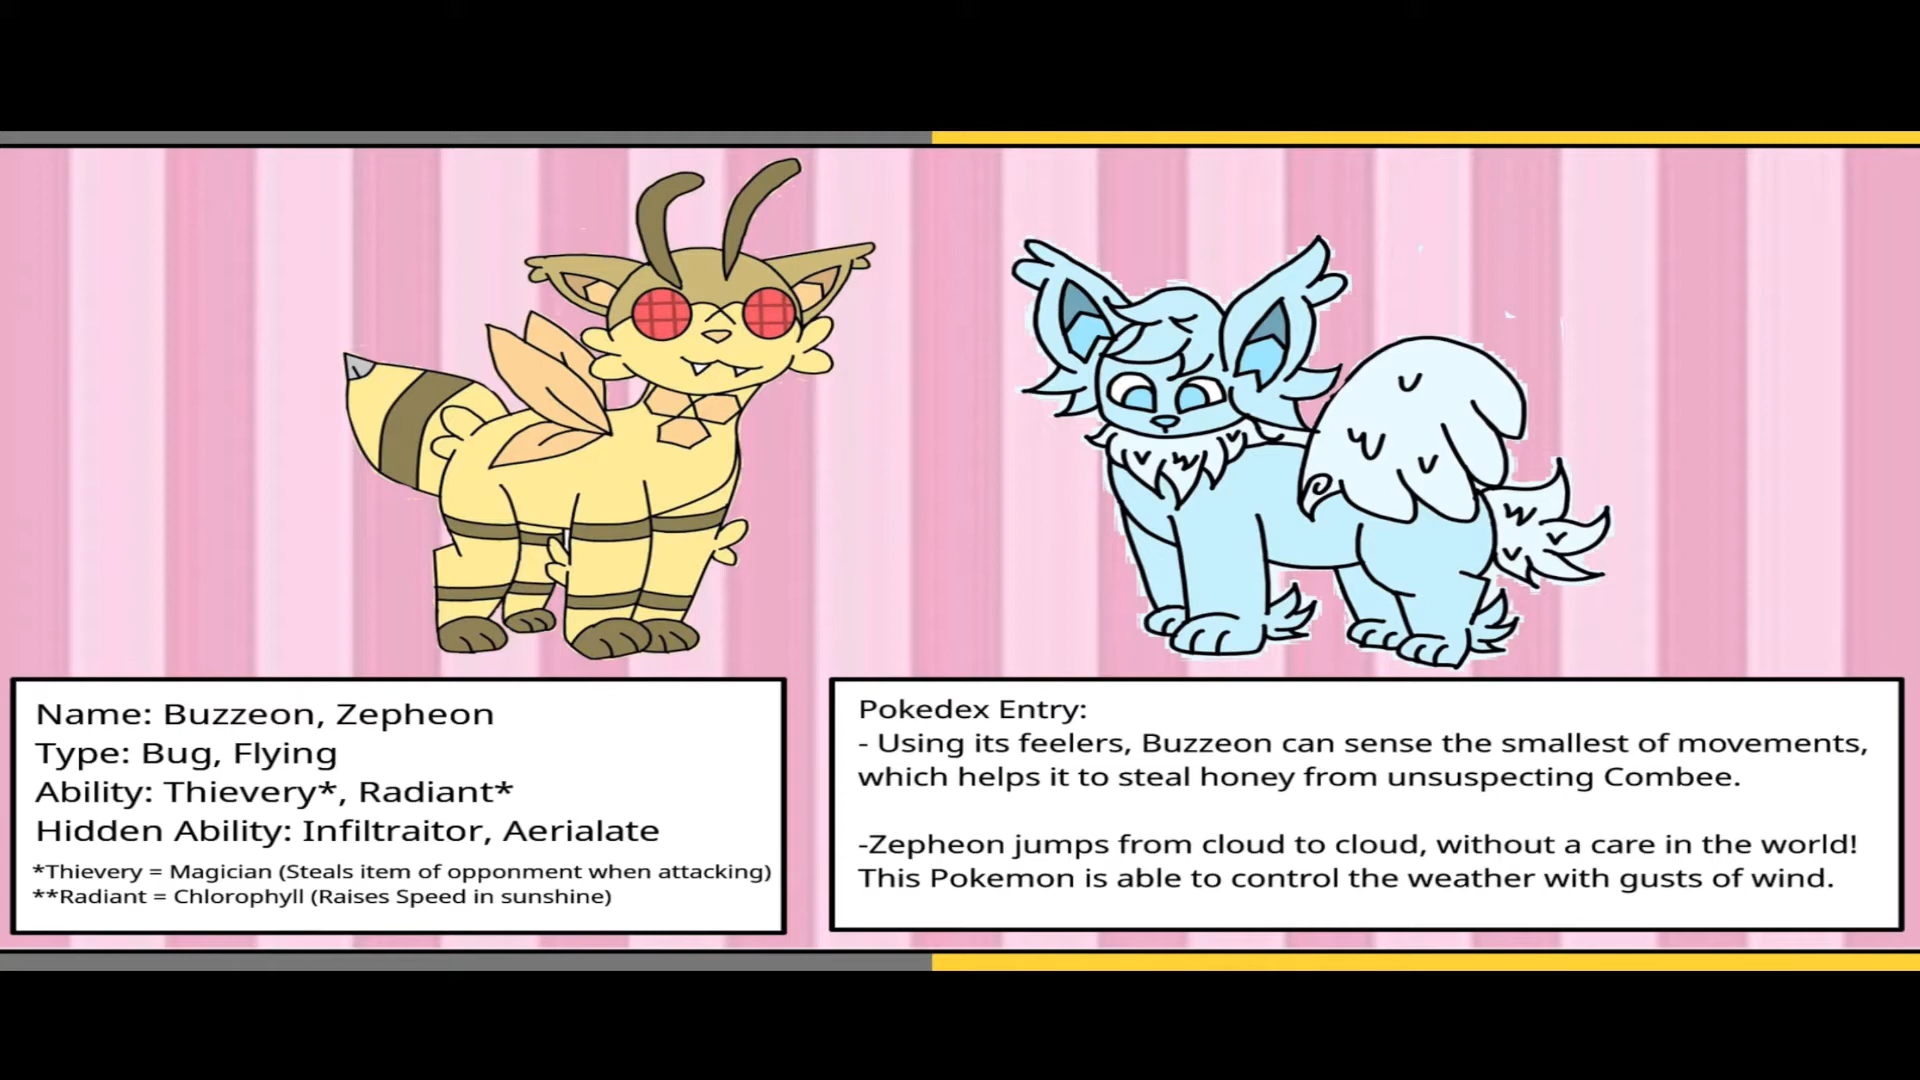 Name: Buzzeon, Zepheon
Type: Bug, Flying
Ability: Thievery*, Radiant*
Hidden Ability: Infiltraitor, Aerialate
*Thievery = Magician (Steals item of opponment when attacking)
**Radiant = Chlorophyll (Raises Speed in sunshine)
Pokedex Entry:
- Using its feelers, Buzzeon can sense the smallest of movements,
which helps it to steal honey from unsuspecting Combee.
-Zepheon jumps from cloud to cloud, without a care in the world!
This Pokemon is able to control the weather with gusts of wind.